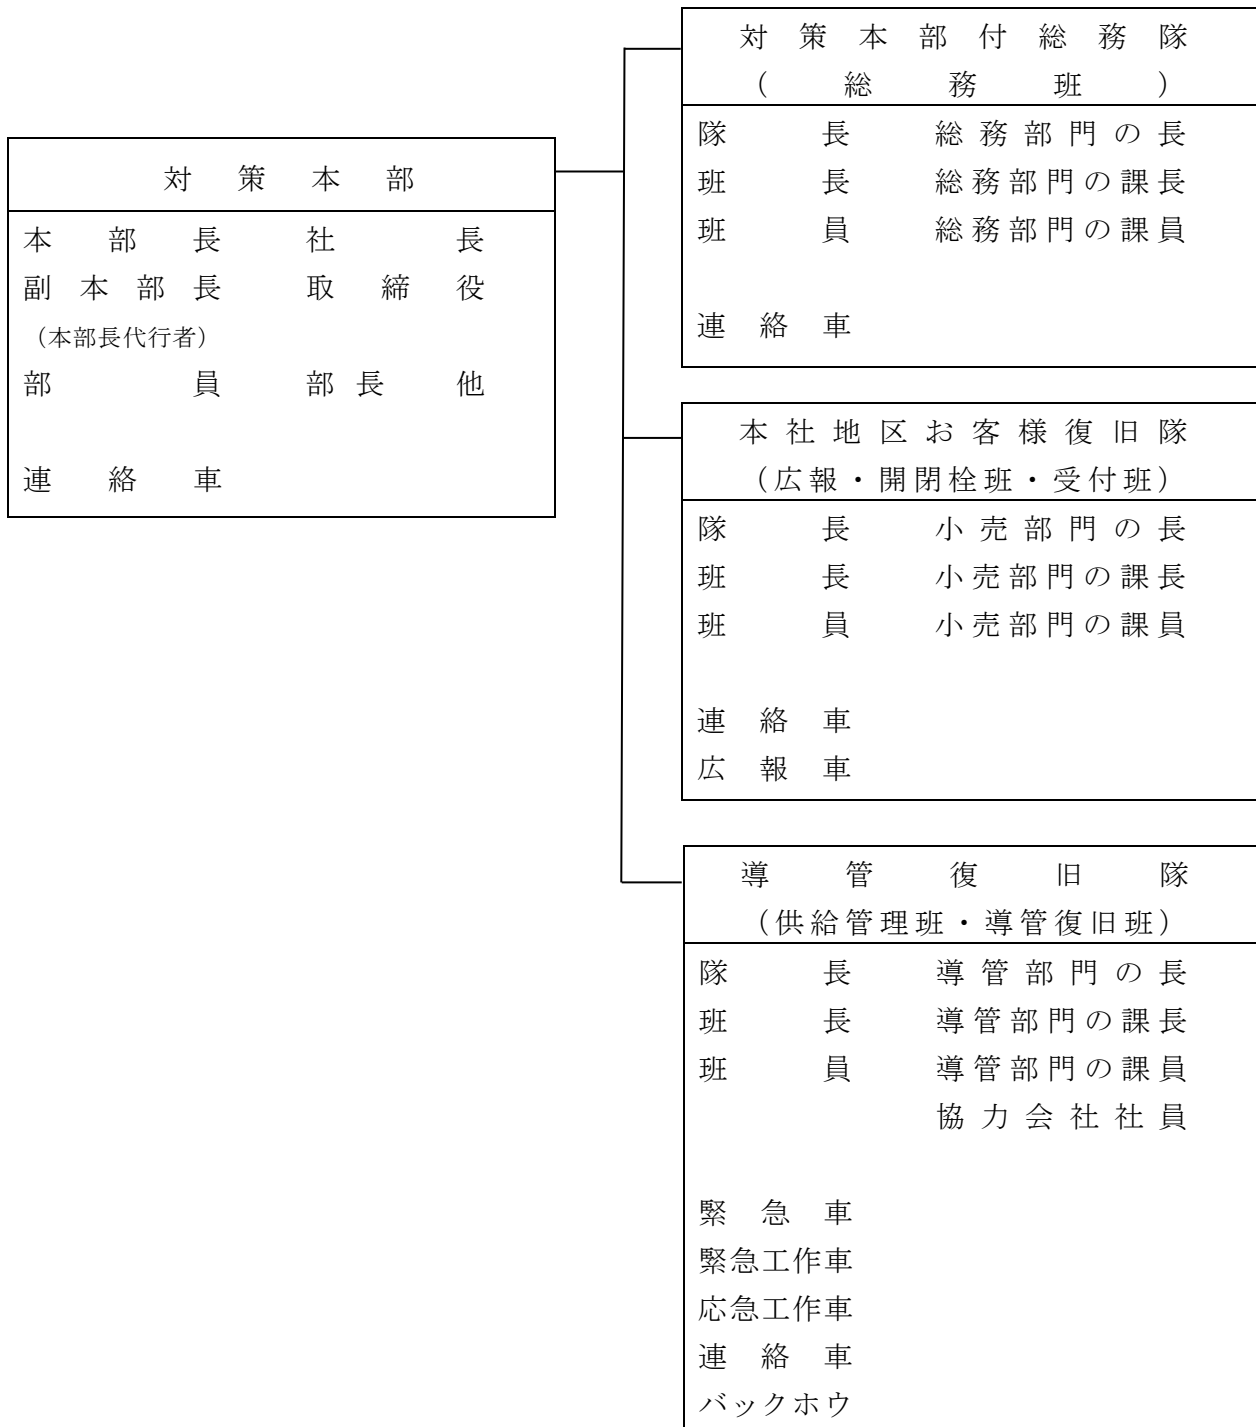 対策本部
本部長 社長
副本部長 取締役
（本部長代行者）
部員 部長他
連絡車
対策本部付総務隊
（総務班）
隊長 総務部門の長
班長 総務部門の課長
班員 総務部門の課員
連絡車
本社地区お客様復旧隊
（広報・開閉栓班・受付班）
隊長 小売部門の長
班長 小売部門の課長
班員 小売部門の課員
連絡車
広報車
導管復旧隊
（供給管理班・導管復旧班）
隊長 導管部門の長
班長 導管部門の課長
班員 導管部門の課員
協力会社社員
緊急車
緊急工作車
応急工作車
連絡車
バックホウ